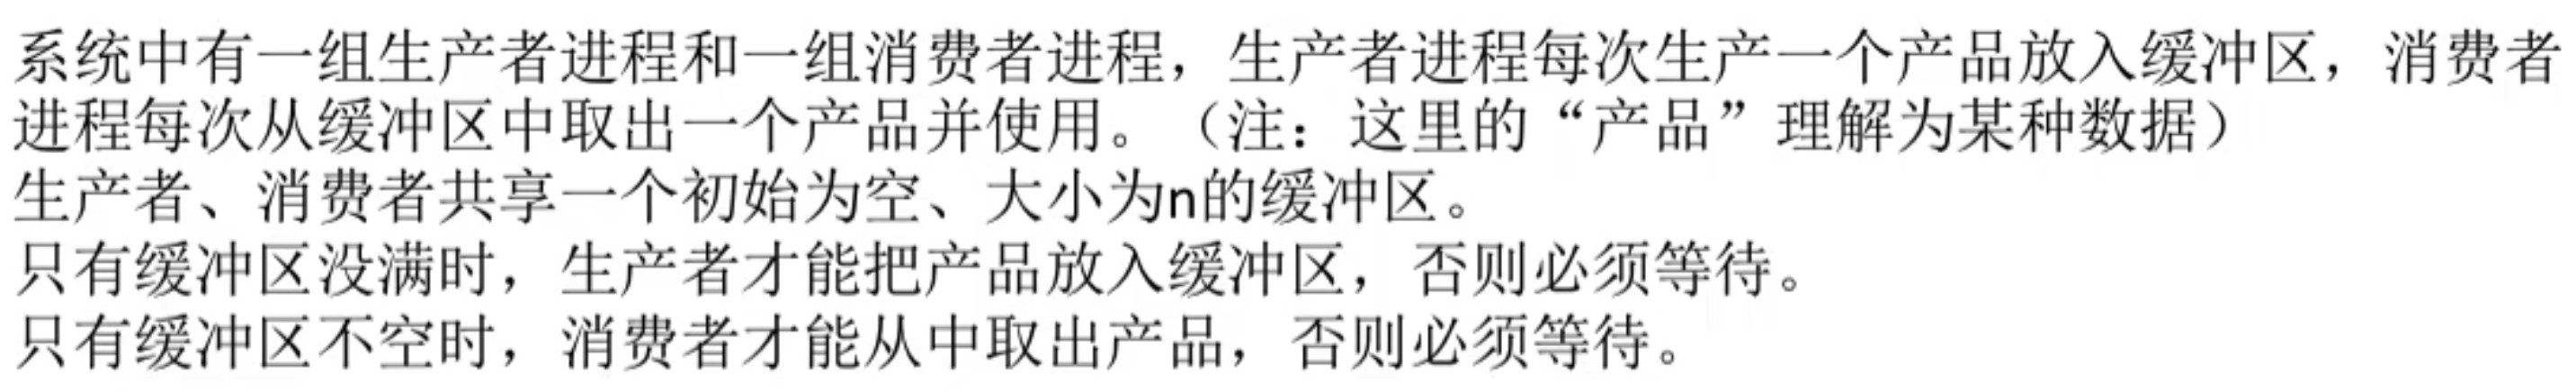 系统中有一组生产者进程和一组消费者进程，生产者进程每次生产一个产品放入缓冲区，消费者
进程每次从缓冲区中取出一个产品并使用。（注：这里的“产品”理解为某种数据）
生产者、消费者共享一个初始为空、大小为n的缓冲区。
只有缓冲区没满时，生产者才能把产品放入缓冲区，否则必须等待。
只有缓冲区不空时，消费者才能从中取出产品，否则必须等待。